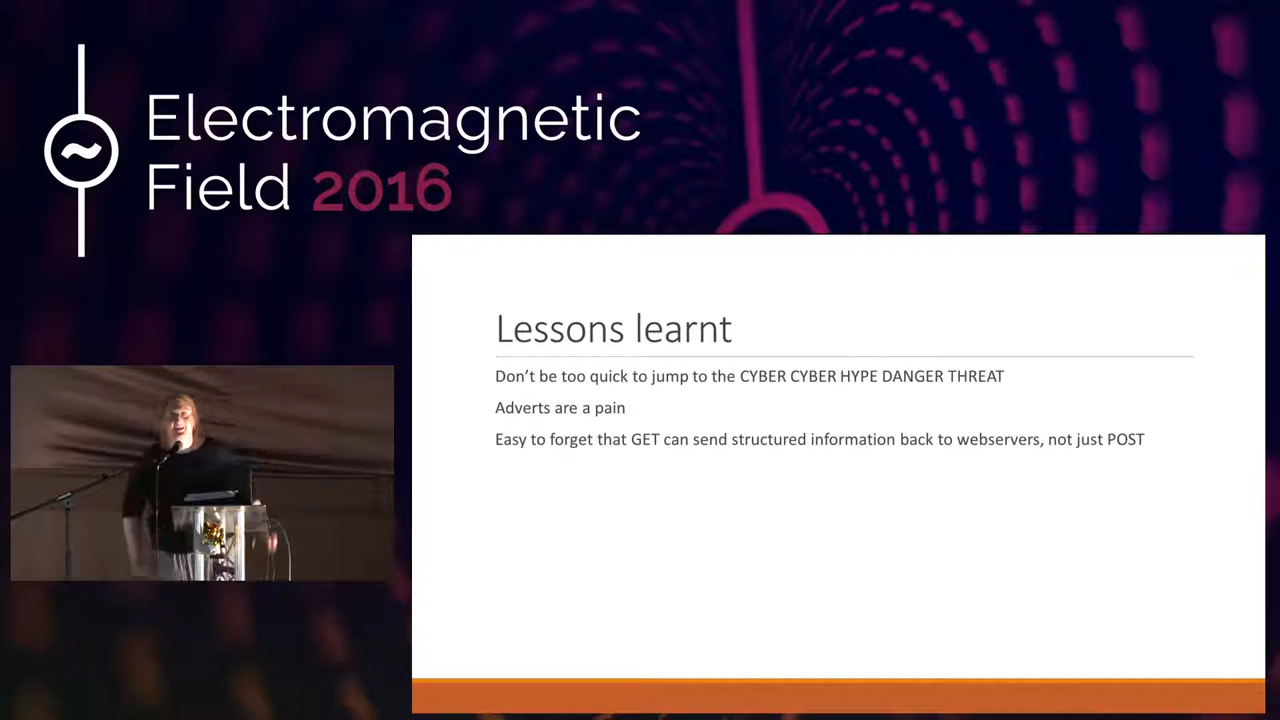 Electromagnetic
Field 2016
Lessons learnt
Don’t be too quick to jump to the CYBER CYBER HYPE DANGER THREAT
Adverts are a pain
Easy to forget that GET can send structured information back to webservers, not just POST